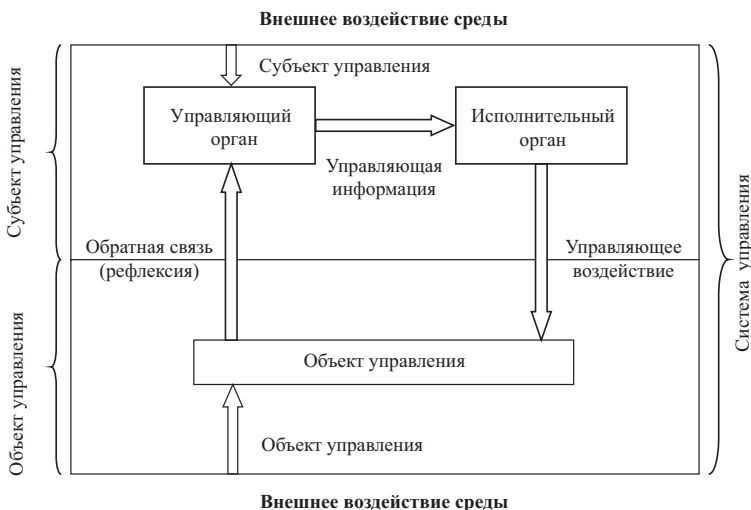 Внешнее воздействие среды
Субъект управления
Субъект управления
Управляющий
орган
Исполнительный
орган
Управляющая
информация
Обратная связь
(рефлексия)
Управляющее
воздействие
Система управления
Объект управления
Объект управления
Объект управления
Внешнее воздействие среды